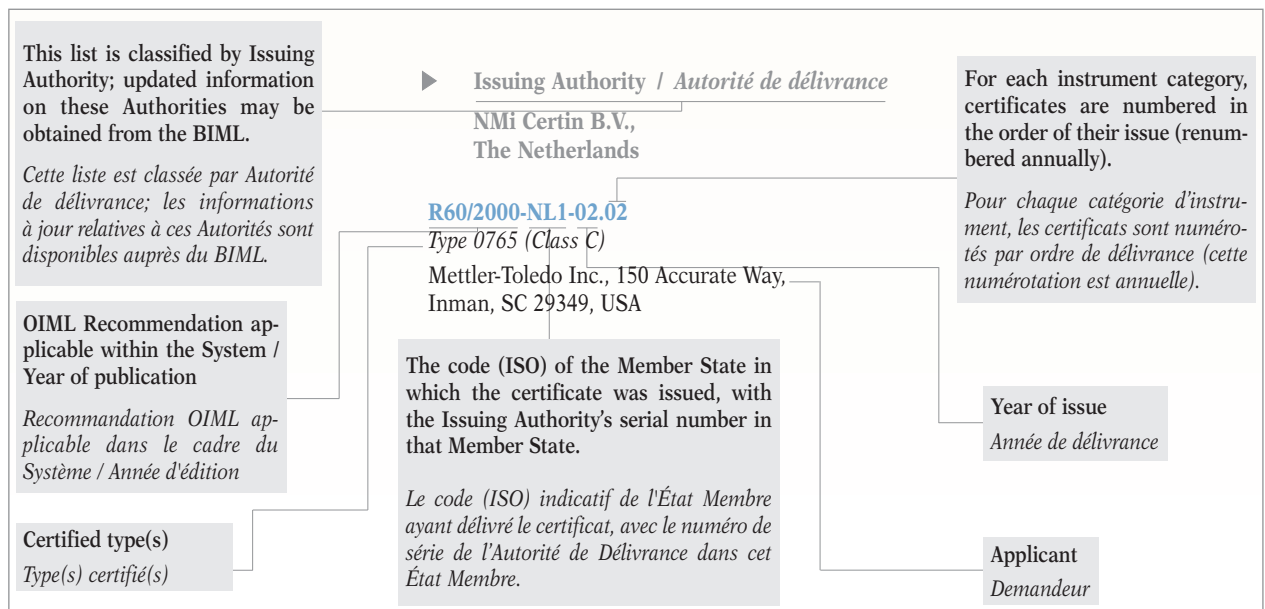 This list is classified by Issuing
Authority; updated information
on these Authorities may be
obtained from the BIML.
Cette liste est classée par Autorité
de délivrance; les informations
à jour relatives à ces Autorités sont
disponibles auprès du BIML.
▶ Issuing Authority / Autorité de délivrance
NMi Certin B.V.,
The Netherlands
For each instrument category,
certificates are numbered in
the order of their issue (renum-
bered annually).
Pour chaque catégorie d'instru-
ment, les certificats sont numéro-
tés par ordre de délivrance (cette
numérotation est annuelle).
R60/2000-NL1-02.02
Type 0765 (Class C)
Mettler-Toledo Inc., 150 Accurate Way,
Inman, SC 29349, USA
OIML Recommendation ap-
plicable within the System /
Year of publication
Recommandation OIML ap-
plicable dans le cadre du
Système / Année d'édition
The code (ISO) of the Member State in
which the certificate was issued, with
the Issuing Authority's serial number in
that Member State.
Le code (ISO) indicatif de l'État Membre
ayant délivré le certificat, avec le numéro de
série de l'Autorité de Délivrance dans cet
État Membre.
Year of issue
Année de délivrance
Certified type(s)
Type(s) certifié(s)
Applicant
Demandeur